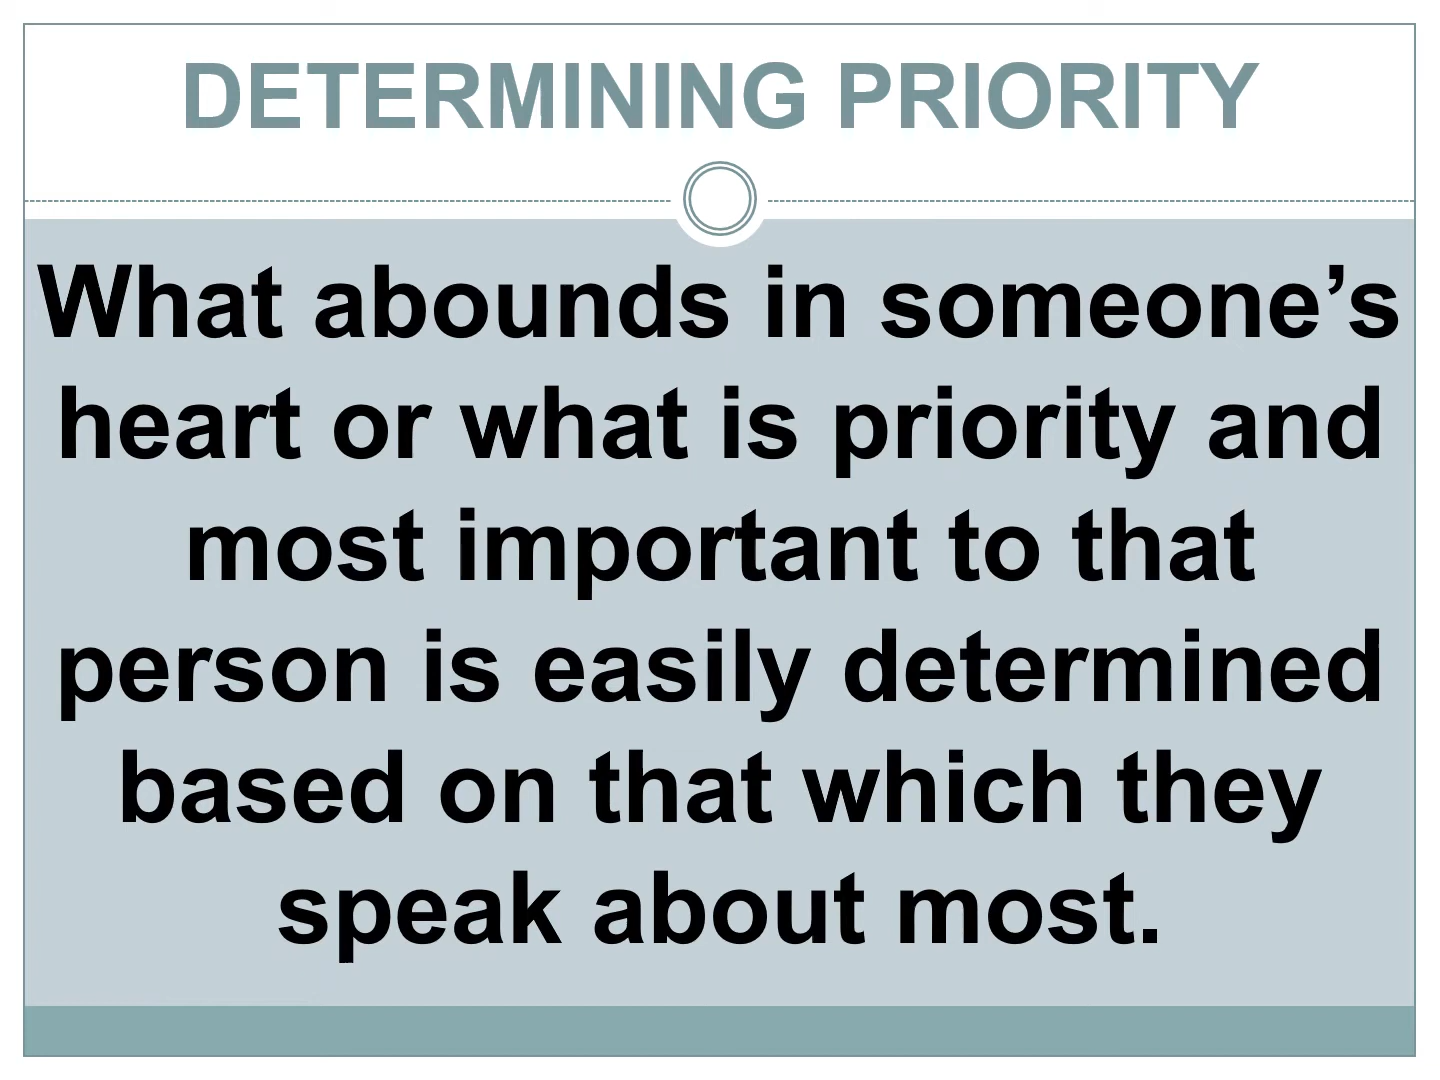 DETERMINING PRIORITY
What abounds in someone’s
heart or what is priority and
most important to that
person is easily determined
based on that which they
speak about most.